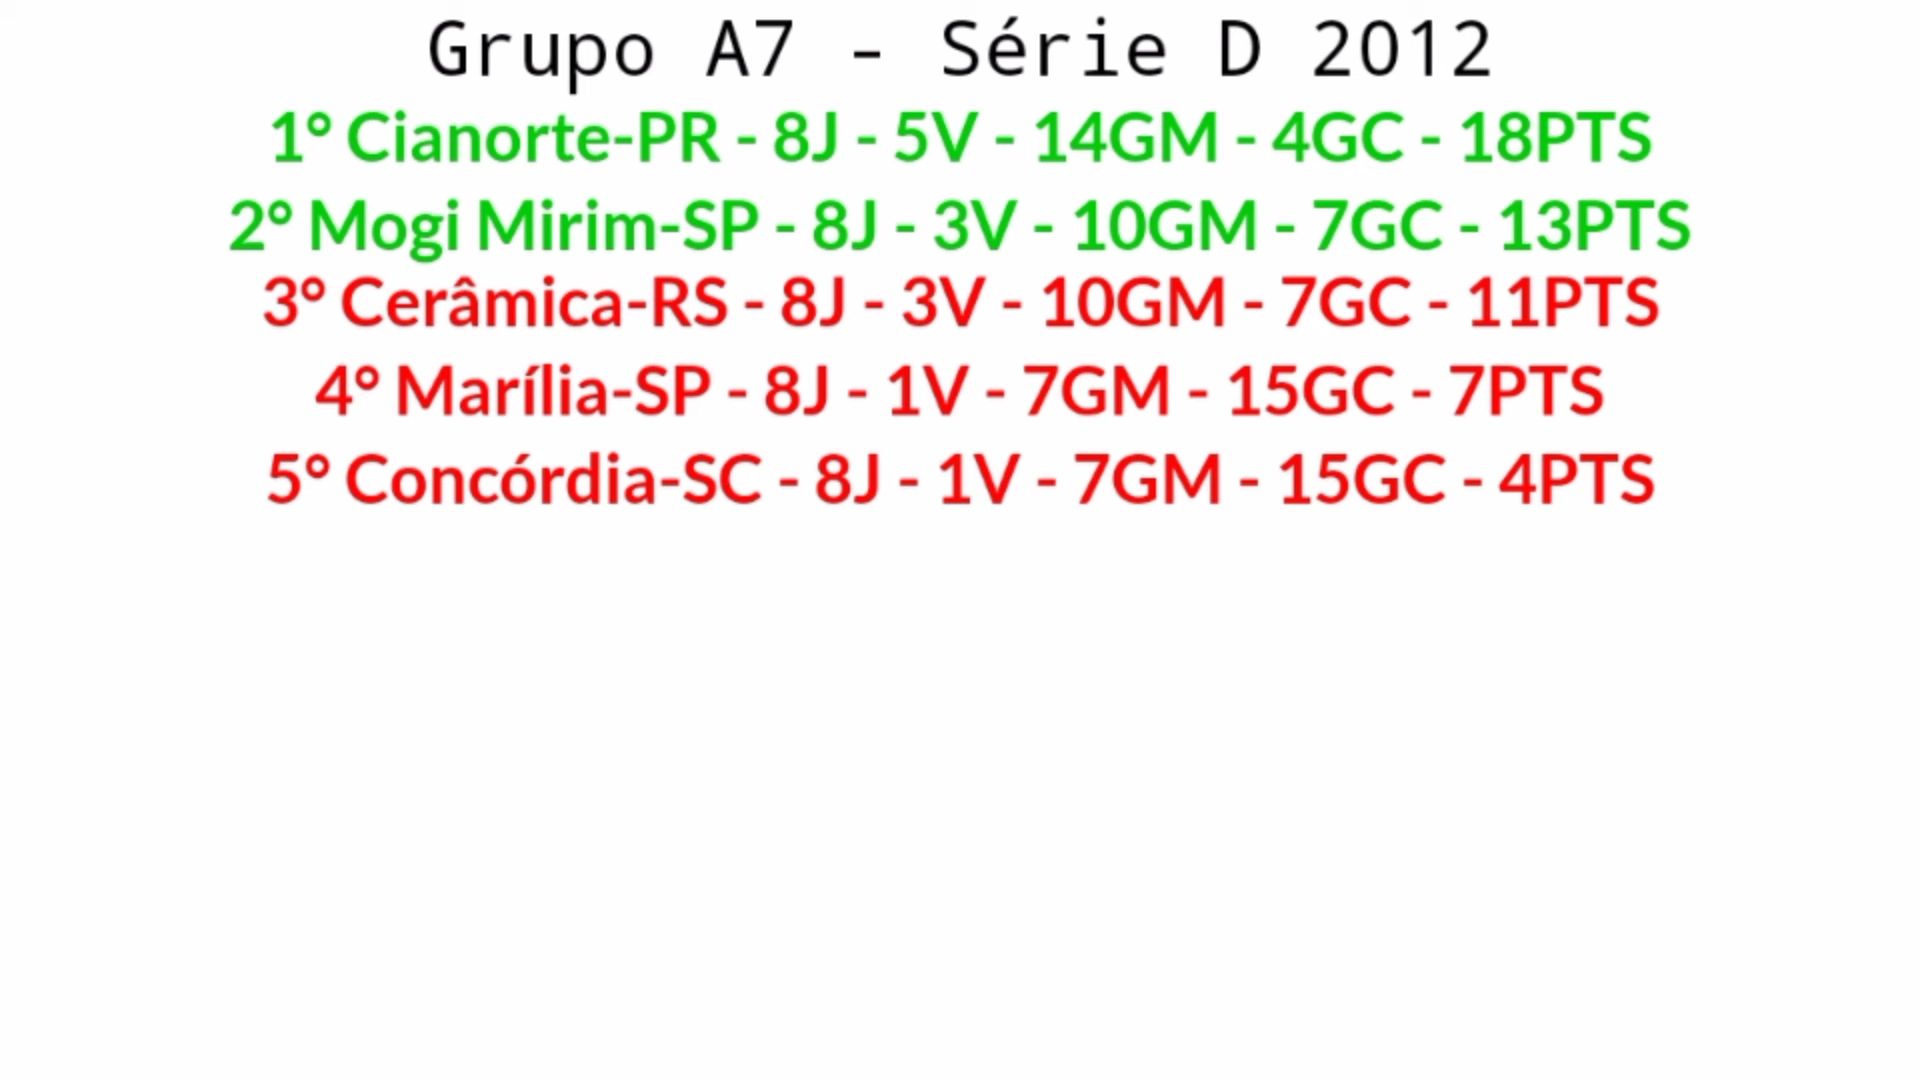 Grupo A7 - Série D 2012
1° Cianorte-PR - 8J - 5V - 14GM - 4GC - 18PTS
2° Mogi Mirim-SP - 8J - 3V - 10GM - 7GC - 13PTS
3° Cerâmica-RS - 8J - 3V - 10GM - 7GC - 11PTS
4° Marília-SP - 8J - 1V - 7GM - 15GC - 7PTS
5° Concórdia-SC - 8J - 1V - 7GM - 15GC - 4PTS